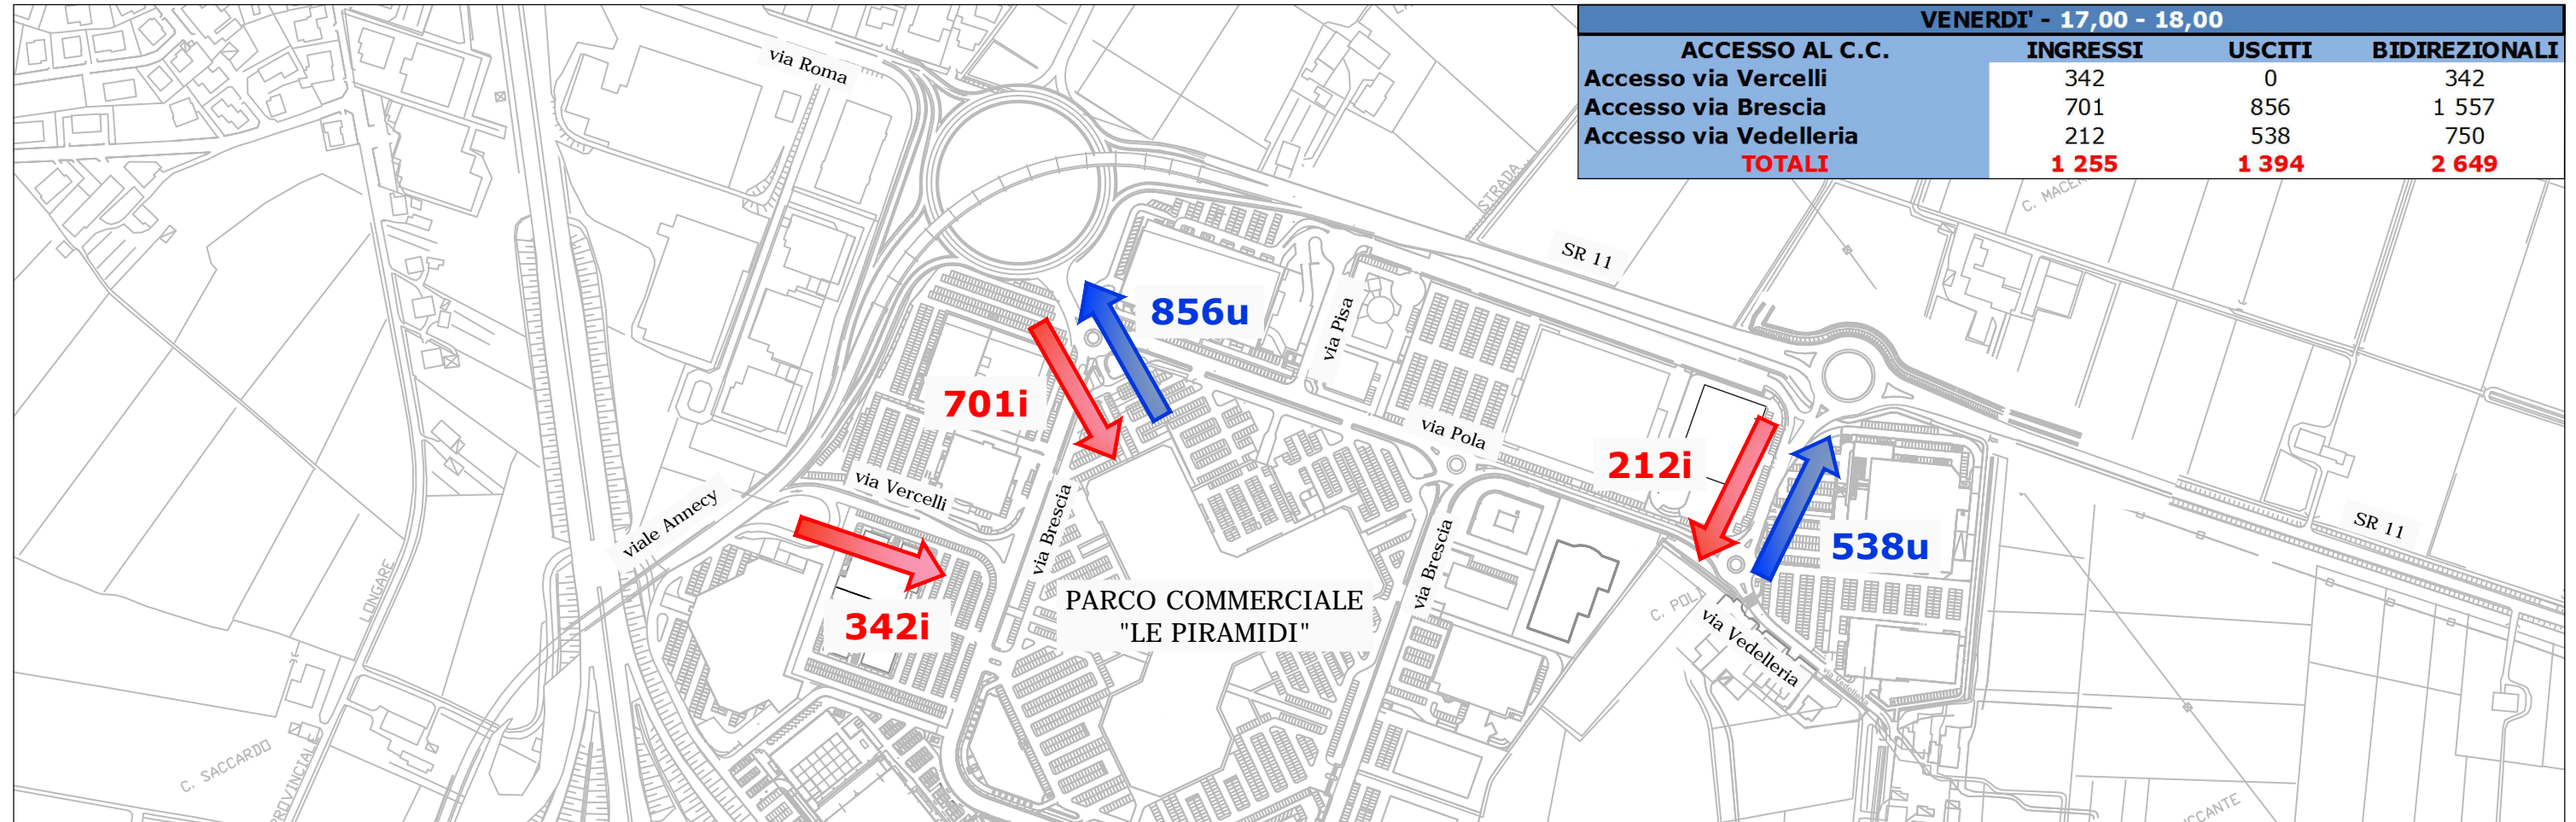 VENERDI' - 17,00 - 18,00
ACCESSO AL C.C. INGRESSI USCITI BIDIREZIONALI
Accesso via Vercelli 342 0 342
Accesso via Brescia 701 856 1 557
Accesso via Vedelleria 212 538 750
TOTALI 1 255 1 394 2 649
via Roma
STRADA
SR 11
856u
via Pisa
701i
via Pola
212i
via Vercelli
viale Annecy
via Brescia
via Brescia
538u
SR 11
342i
LONGARE
PARCO COMMERCIALE
"LE PIRAMIDI"
via Vedelleria
C. SACCARDO
PROVINCIALE